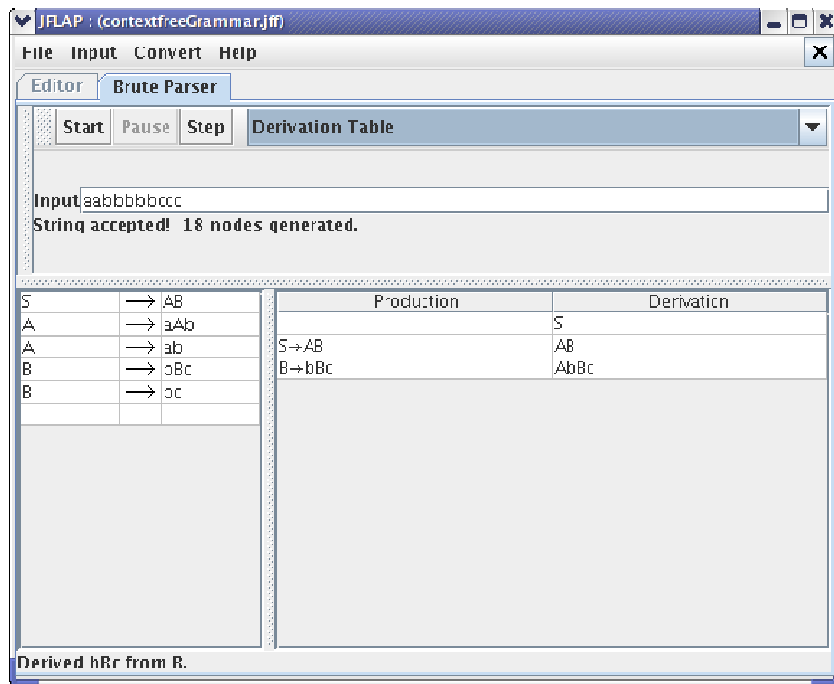 JFLAP : (contextfreeGrammar.jff)
File Input Convert Help
Editor Brute Parser
Start Pause Step Derivation Table
Input aabbbbbccc
String accepted! 18 nodes generated.
S → AB
A → aAb
A → ab
B → bBc
B → bc
Production Derivation
S
S→AB AB
B→bBc AbBc
Derived bBc from B.